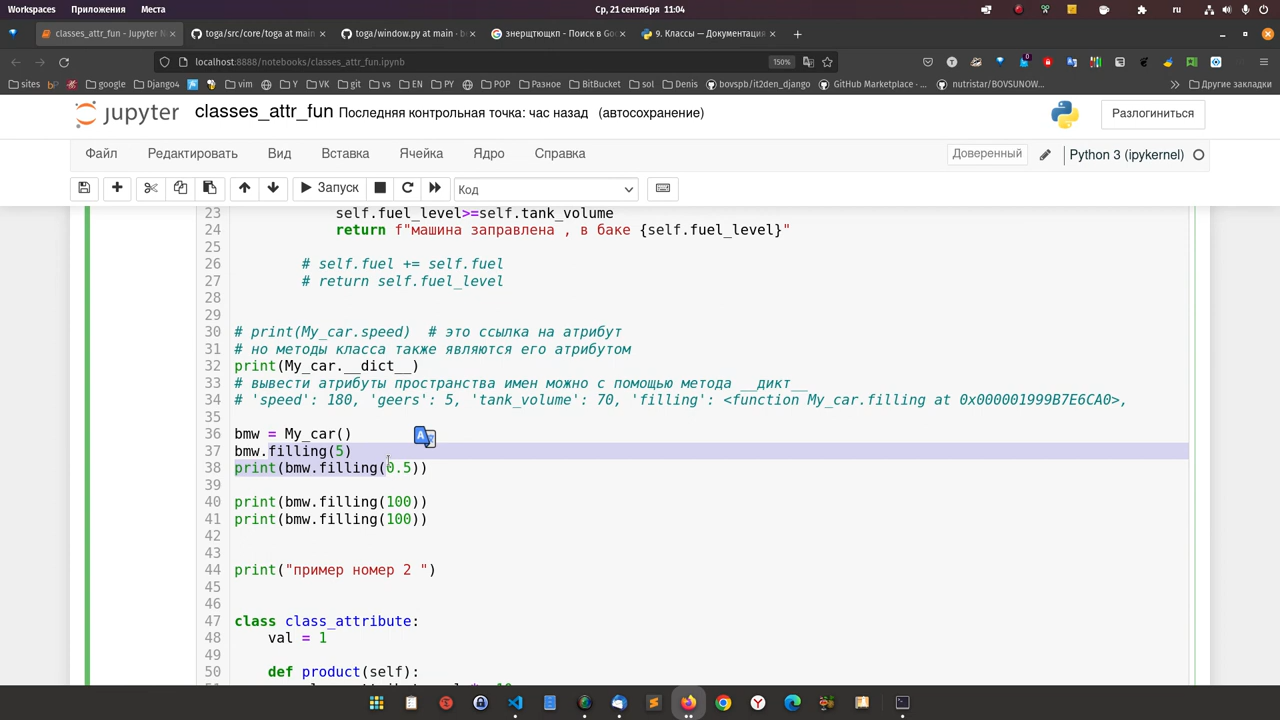 Workspaces Приложения Места Ср, 21 сентября 11:04 ru
classes_attr_fun - Jupyter N toga/src/core/toga at main toga/window.py at main · b знерщтющкп - Поиск в Go 9. Классы — Документаци
localhost:8888/notebooks/classes_attr_fun.ipynb 150%
sites google Django4 vim Y git vs EN PY POP Разное BitBucket sol Denis bovspb/it2den_django GitHub Marketplace · ... nutristar/BOVSUNOW... Другие закладки
jupyter classes_attr_fun Последняя контрольная точка: час назад (автосохранение) Разлогиниться
Файл Редактировать Вид Вставка Ячейка Ядро Справка Доверенный Python 3 (ipykernel)
Запуск Код
23 self.fuel_level>=self.tank_volume
24 return f"машина заправлена , в баке {self.fuel_level}"
25
26 # self.fuel += self.fuel
27 # return self.fuel_level
28
29
30 # print(My_car.speed) # это ссылка на атрибут
31 # но методы класса также являются его атрибутом
32 print(My_car.__dict__)
33 # вывести атрибуты пространства имен можно с помощью метода __дикт__
34 # 'speed': 180, 'geers': 5, 'tank_volume': 70, 'filling': <function My_car.filling at 0x000001999B7E6CA0>,
35
36 bmw = My_car()
37 bmw.filling(5)
38 print(bmw.filling(0.5))
39
40 print(bmw.filling(100))
41 print(bmw.filling(100))
42
43
44 print("пример номер 2 ")
45
46
47 class class_attribute:
48 val = 1
49
50 def product(self):